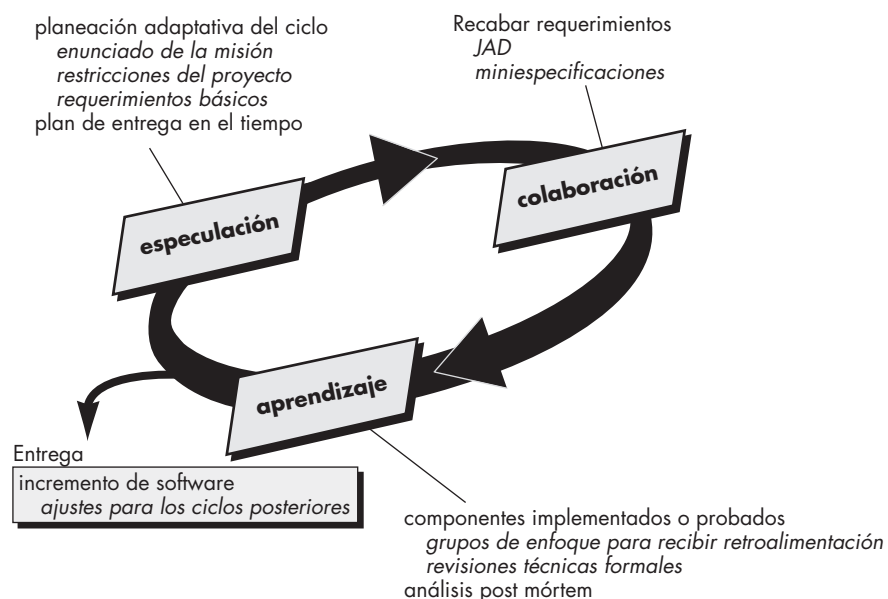 planeación adaptativa del ciclo
enunciado de la misión
restricciones del proyecto
requerimientos básicos
plan de entrega en el tiempo
Recabar requerimientos
JAD
miniespecificaciones
especulación
colaboración
aprendizaje
Entrega
incremento de software
ajustes para los ciclos posteriores
componentes implementados o probados
grupos de enfoque para recibir retroalimentación
revisiones técnicas formales
análisis post mórtem